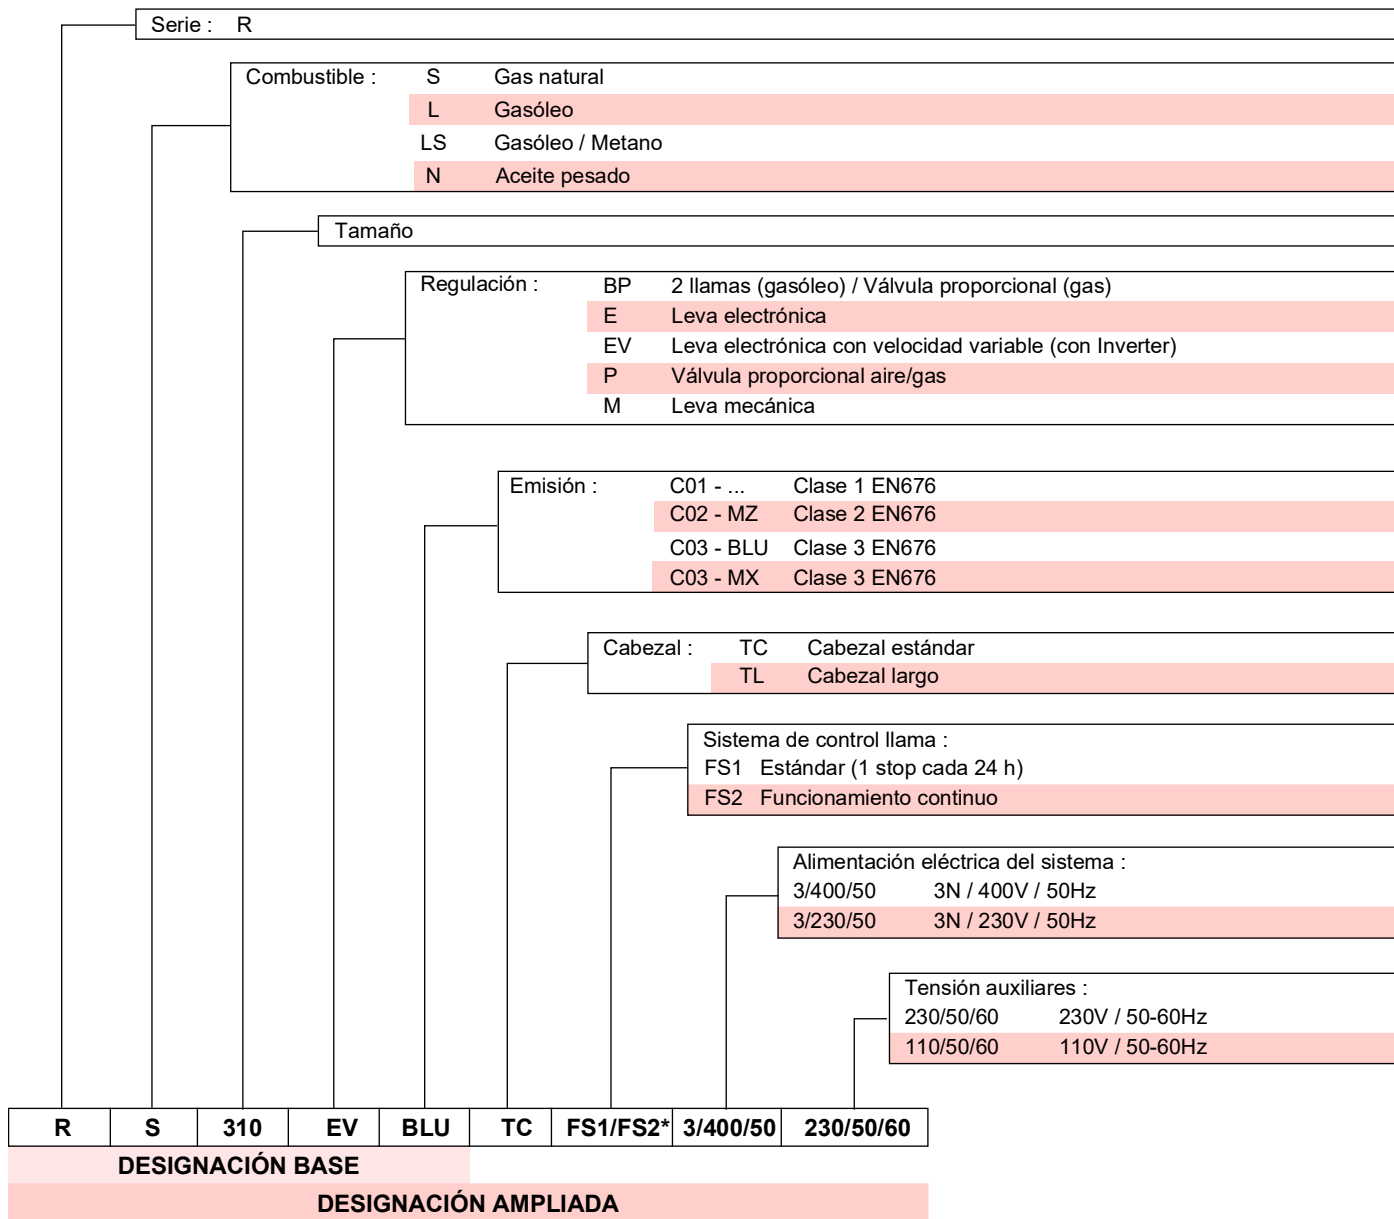 Serie : R
Combustible : S Gas natural
L Gasóleo
LS Gasóleo / Metano
N Aceite pesado
Tamaño
Regulación : BP 2 llamas (gasóleo) / Válvula proporcional (gas)
E Leva electrónica
EV Leva electrónica con velocidad variable (con Inverter)
P Válvula proporcional aire/gas
M Leva mecánica
Emisión : C01 - ... Clase 1 EN676
C02 - MZ Clase 2 EN676
C03 - BLU Clase 3 EN676
C03 - MX Clase 3 EN676
Cabezal : TC Cabezal estándar
TL Cabezal largo
Sistema de control llama :
FS1 Estándar (1 stop cada 24 h)
FS2 Funcionamiento continuo
Alimentación eléctrica del sistema :
3/400/50 3N / 400V / 50Hz
3/230/50 3N / 230V / 50Hz
Tensión auxiliares :
230/50/60 230V / 50-60Hz
110/50/60 110V / 50-60Hz
R S 310 EV BLU TC FS1/FS2* 3/400/50 230/50/60
DESIGNACIÓN BASE
DESIGNACIÓN AMPLIADA